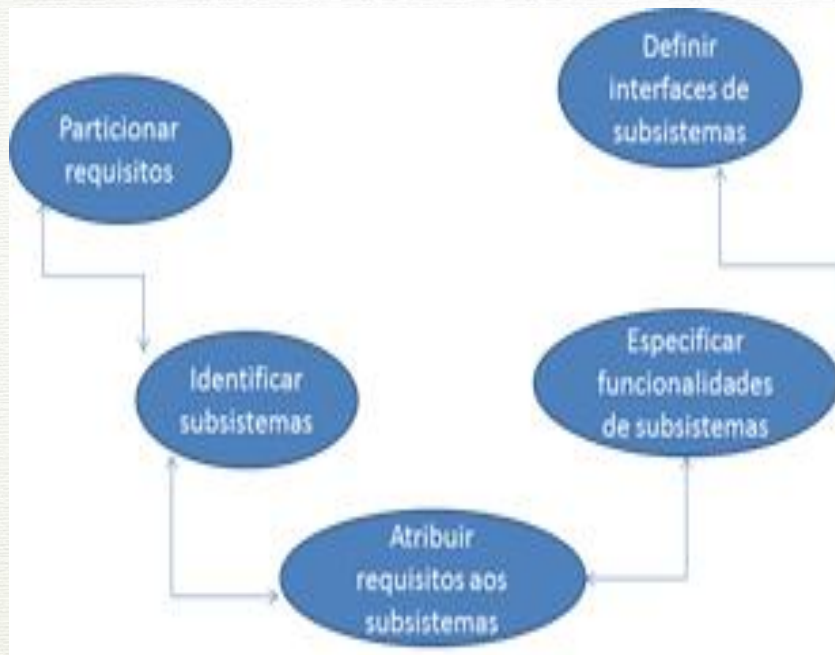 Particionar
requisitos
Identificar
subsistemas
Atribuir
requisitos aos
subsistemas
Especificar
funcionalidades
de subsistemas
Definir
interfaces de
subsistemas